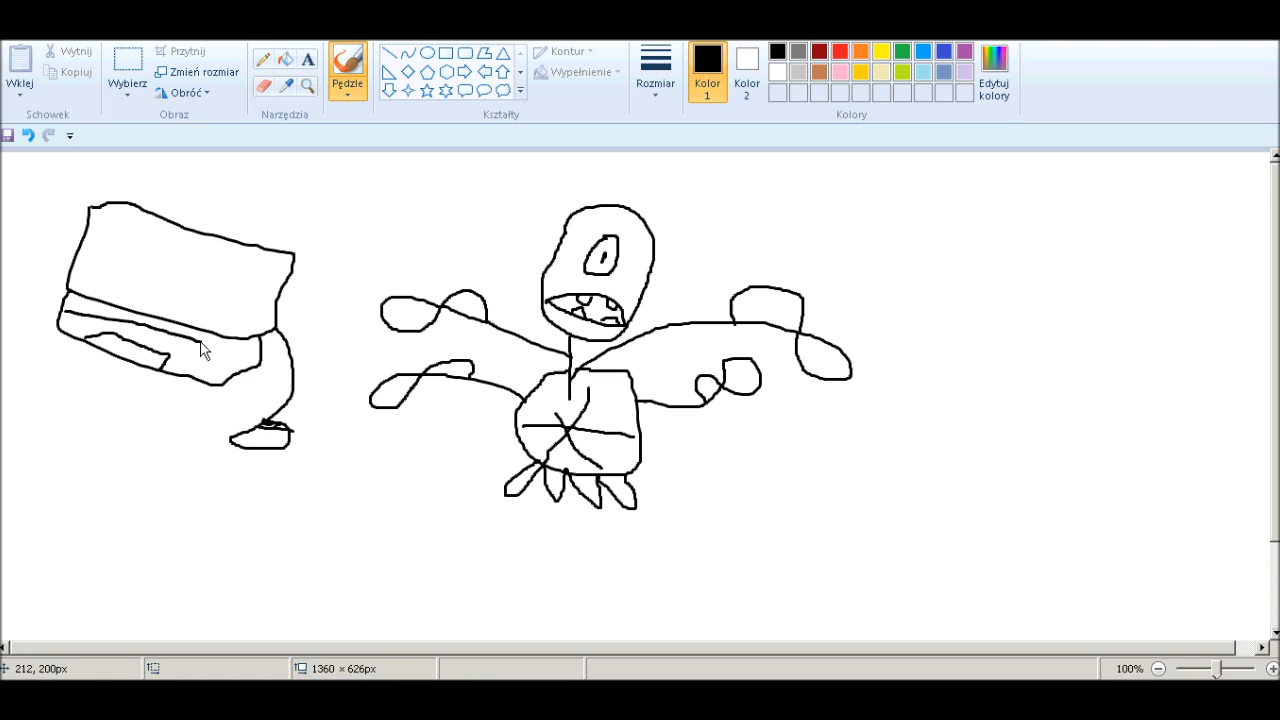 Wklej
Wytnij
Kopiuj
Schowek
Wybierz
Przytnij
Zmień rozmiar
Obróć
Obraz
A
Narzędzia
Pędzle
Kontur
Wypełnienie
Kształty
Rozmiar
Kolor
1
Kolor
2
Edytuj
kolory
Kolory
212, 200px
1360 × 626px
100%